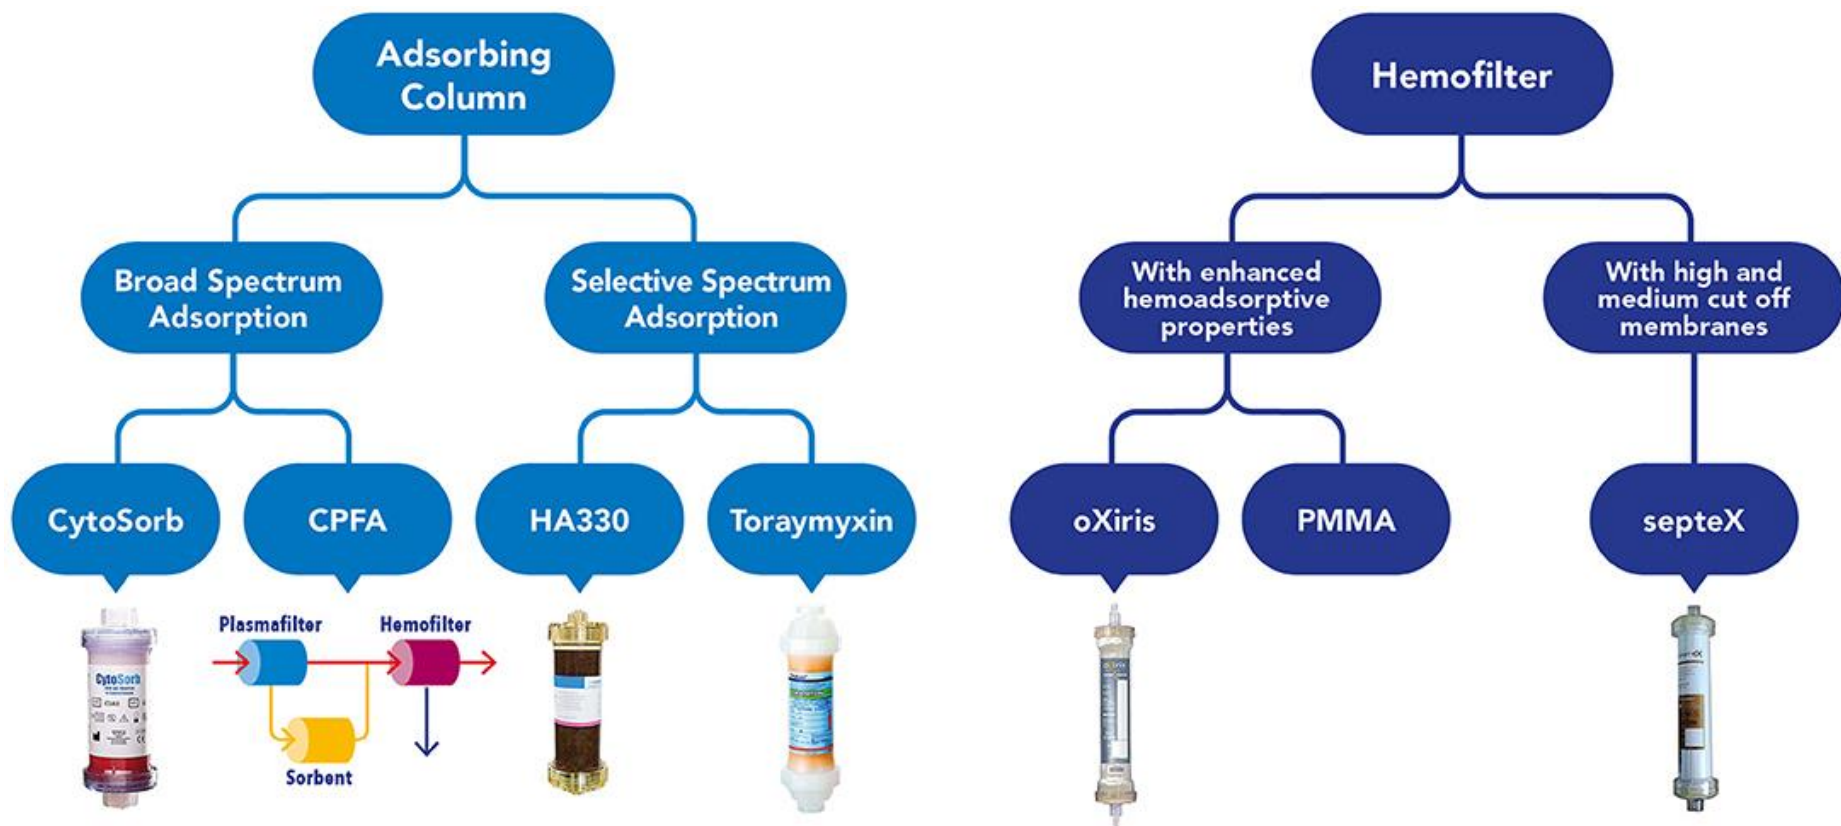 Adsorbing
Column
Hemofilter
Broad Spectrum
Adsorption
Selective Spectrum
Adsorption
With enhanced
hemoadsorptive
properties
With high and
medium cut off
membranes
CytoSorb
CPFA
HA330
Toraymyxin
oXiris
PMMA
septeX
Plasmafilter
Hemofilter
Sorbent
CytoSorb